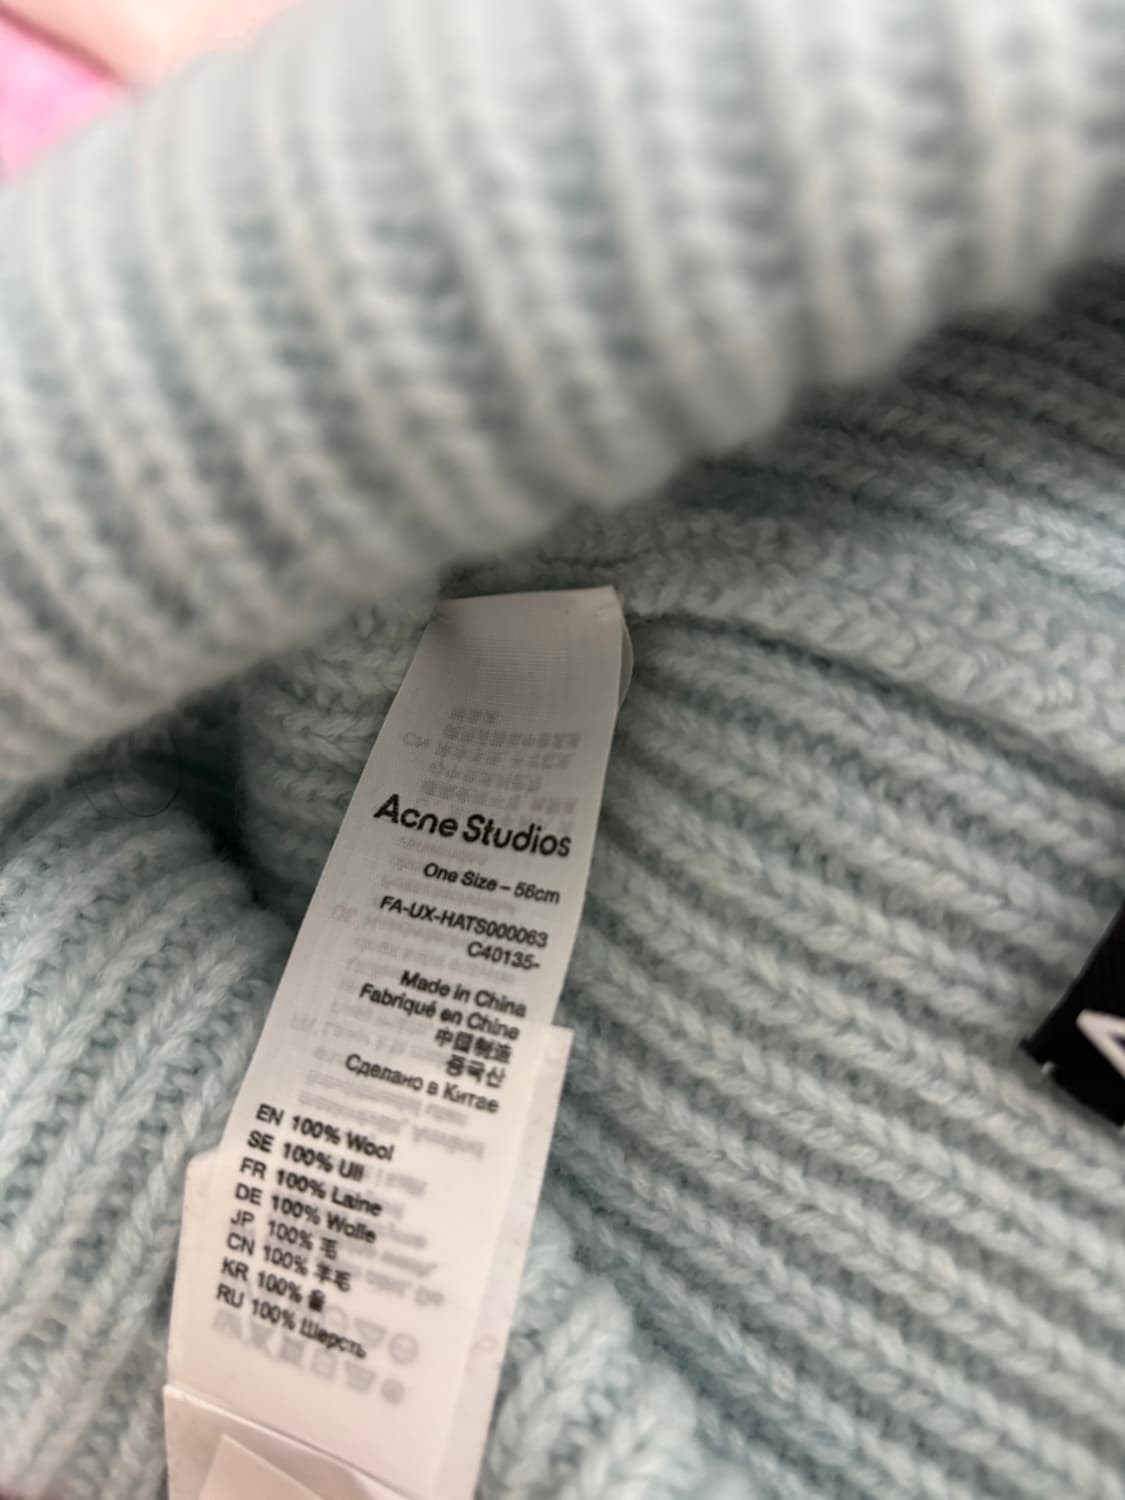 Acne Studios
One Size – 56cm
FA-UX-HATS000063
C40135-
Made in China
Fabriqué en China
中国制造
중국산
Сделано в Китае
EN 100% Wool
SE 100% Ull
FR 100% Laine
DE 100% Wolle
JP 100% 毛
CN 100% 羊毛
KR 100% 울
RU 100% Шерсть